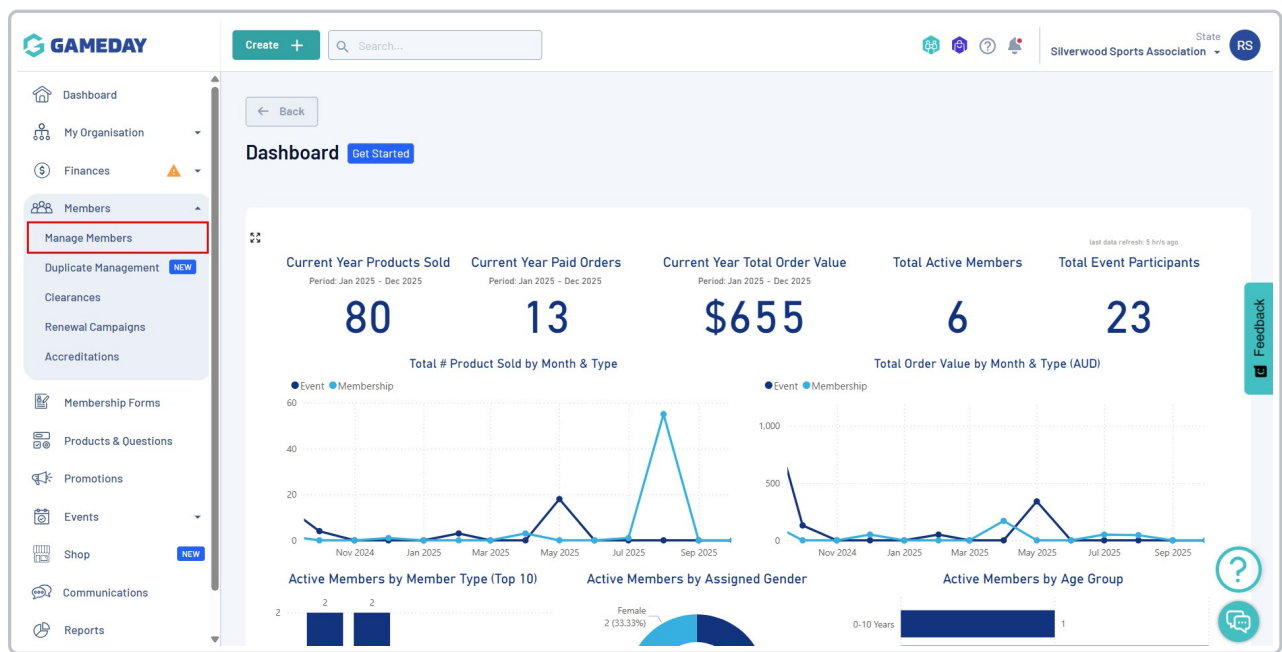 GAMEDAY
Create +
Search...
State
Silverwood Sports Association
RS
Dashboard
My Organisation
Finances
Members
Manage Members
Duplicate Management NEW
Clearances
Renewal Campaigns
Accreditations
Membership Forms
Products & Questions
Promotions
Events
Shop NEW
Communications
Reports
← Back
Dashboard Get Started
last data refresh: 5 hr/s ago
Current Year Products Sold
Period: Jan 2025 - Dec 2025
80
Current Year Paid Orders
Period: Jan 2025 - Dec 2025
13
Current Year Total Order Value
Period: Jan 2025 - Dec 2025
$655
Total Active Members
6
Total Event Participants
23
Total # Product Sold by Month & Type
Event Membership
60
40
20
0
Nov 2024 Jan 2025 Mar 2025 May 2025 Jul 2025 Sep 2025
Total Order Value by Month & Type (AUD)
Event Membership
1,000
500
0
Nov 2024 Jan 2025 Mar 2025 May 2025 Jul 2025 Sep 2025
Active Members by Member Type (Top 10)
2
2 2
Active Members by Assigned Gender
Female
2 (33.33%)
Active Members by Age Group
0-10 Years
1
Feedback
?